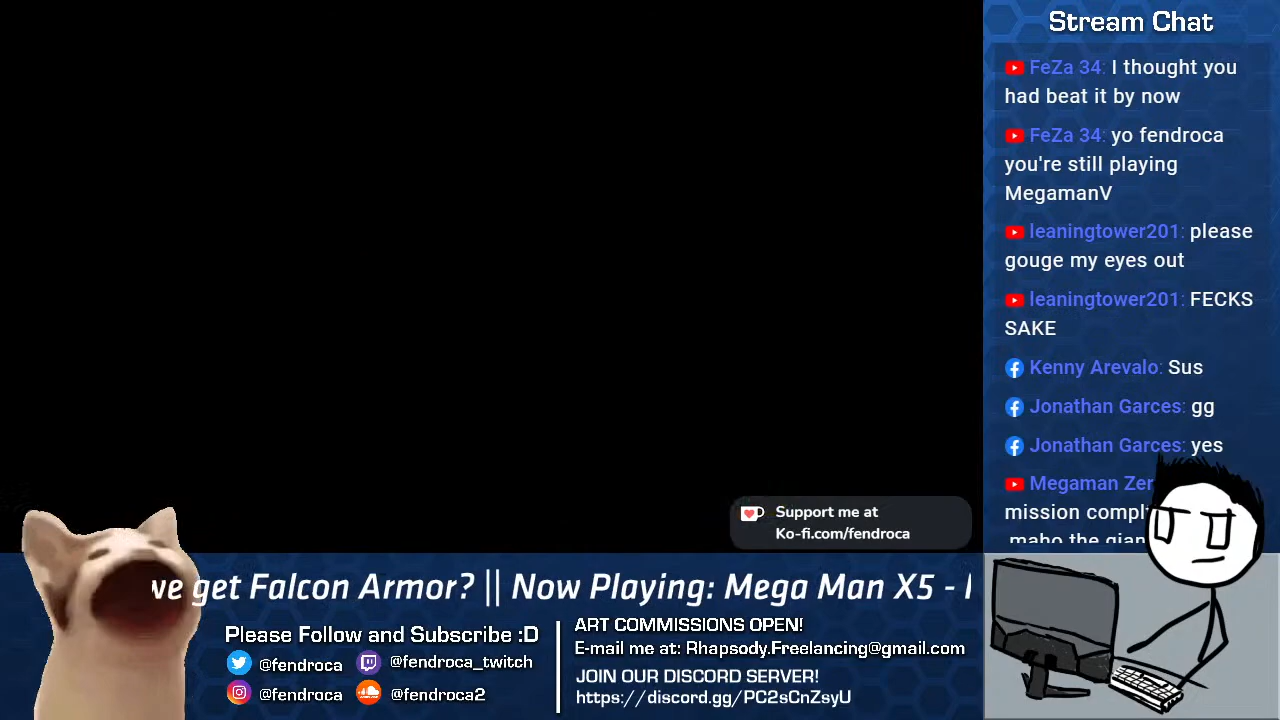 Stream Chat
FeZa 34: I thought you
had beat it by now
FeZa 34: yo fendroca
you're still playing
MegamanV
leaningtower201: please
gouge my eyes out
leaningtower201: FECKS
SAKE
Kenny Arevalo: Sus
Jonathan Garces: gg
Jonathan Garces: yes
Megaman
mission
maho the
Support me at
Ko-fi.com/fendroca
get Falcon Armor? || Now Playing: Mega Man X5 -
Please Follow and Subscribe :D
@fendroca
@fendroca_twitch
@fendroca
@fendroca2
ART COMMISSIONS OPEN!
E-mail me at: Rhapsody.Freelancing@gmail.com
JOIN OUR DISCORD SERVER!
https://discord.gg/PC2sCnZsyU